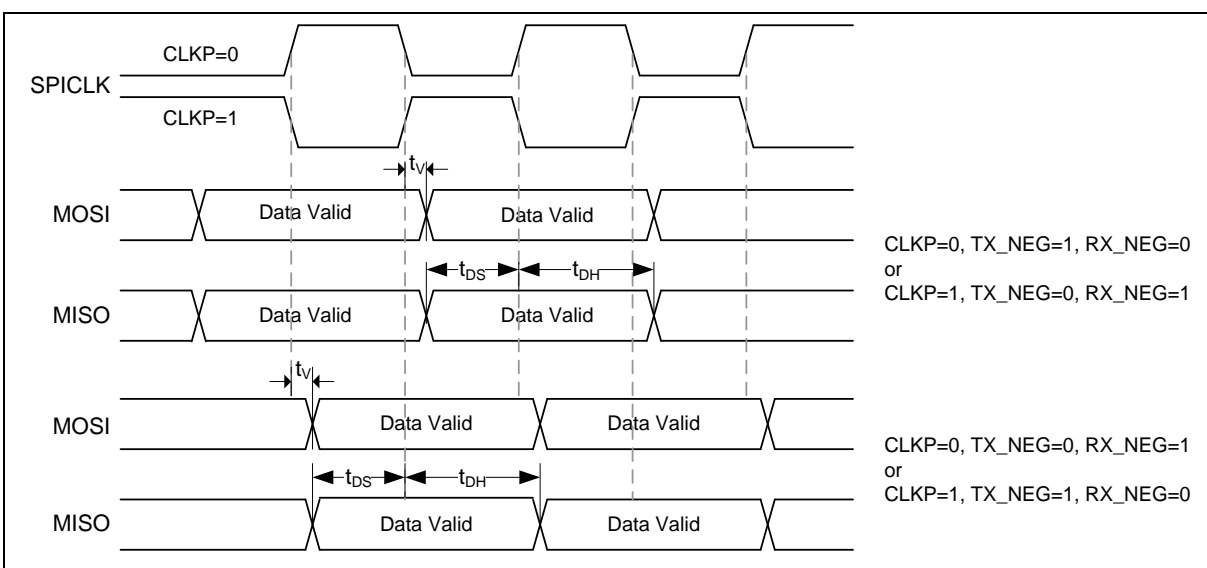 CLKP=0
SPICLK
CLKP=1
tV
MOSI Data Valid Data Valid
CLKP=0, TX_NEG=1, RX_NEG=0
or
CLKP=1, TX_NEG=0, RX_NEG=1
tDS tDH
MISO Data Valid Data Valid
tV
MOSI Data Valid Data Valid
CLKP=0, TX_NEG=0, RX_NEG=1
or
CLKP=1, TX_NEG=1, RX_NEG=0
tDS tDH
MISO Data Valid Data Valid